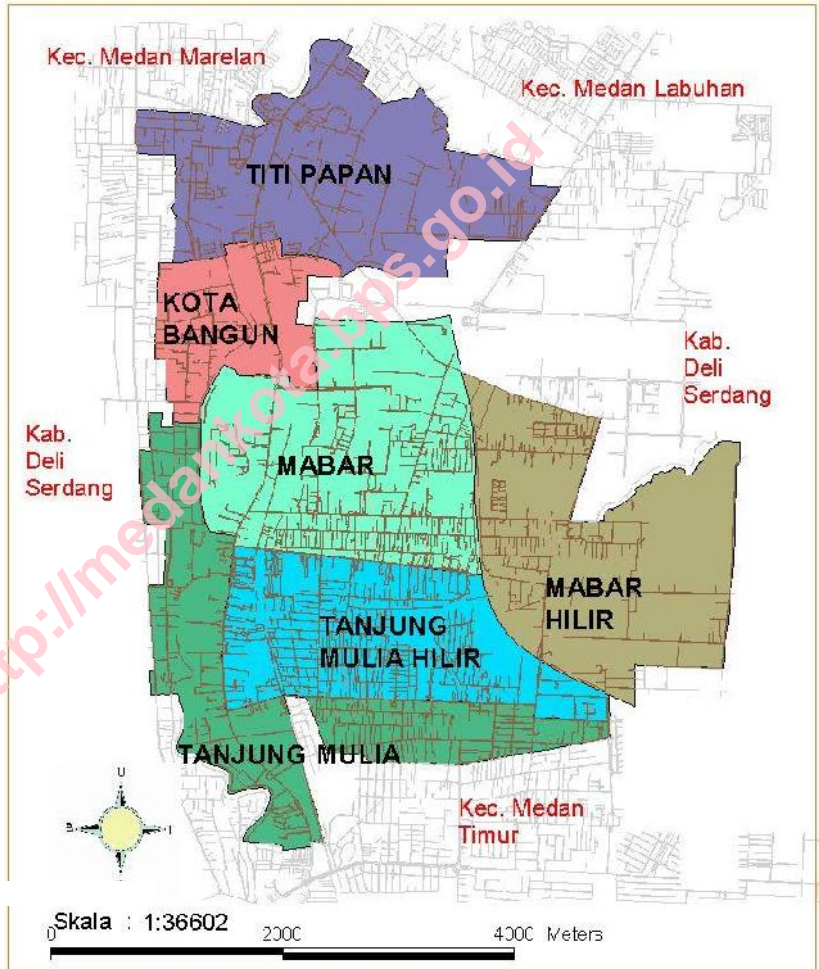 Kec. Medan Marelan
Kec. Medan Labuhan
TITI PAPAN
KOTA
BANGUN
Kab.
Deli
Serdang
Kab.
Deli
Serdang
MABAR
MABAR
HILIR
TANJUNG
MULIA HILIR
TANJUNG MULIA
Kec. Medan
Timur
U
B
T
Skala : 1:36602
0 2000 4000 Meters
http://medankota.bps.go.id